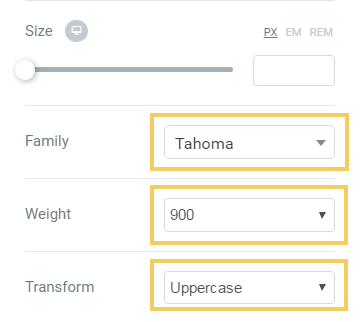 Size PX EM REM
Family Tahoma
Weight 900
Transform Uppercase